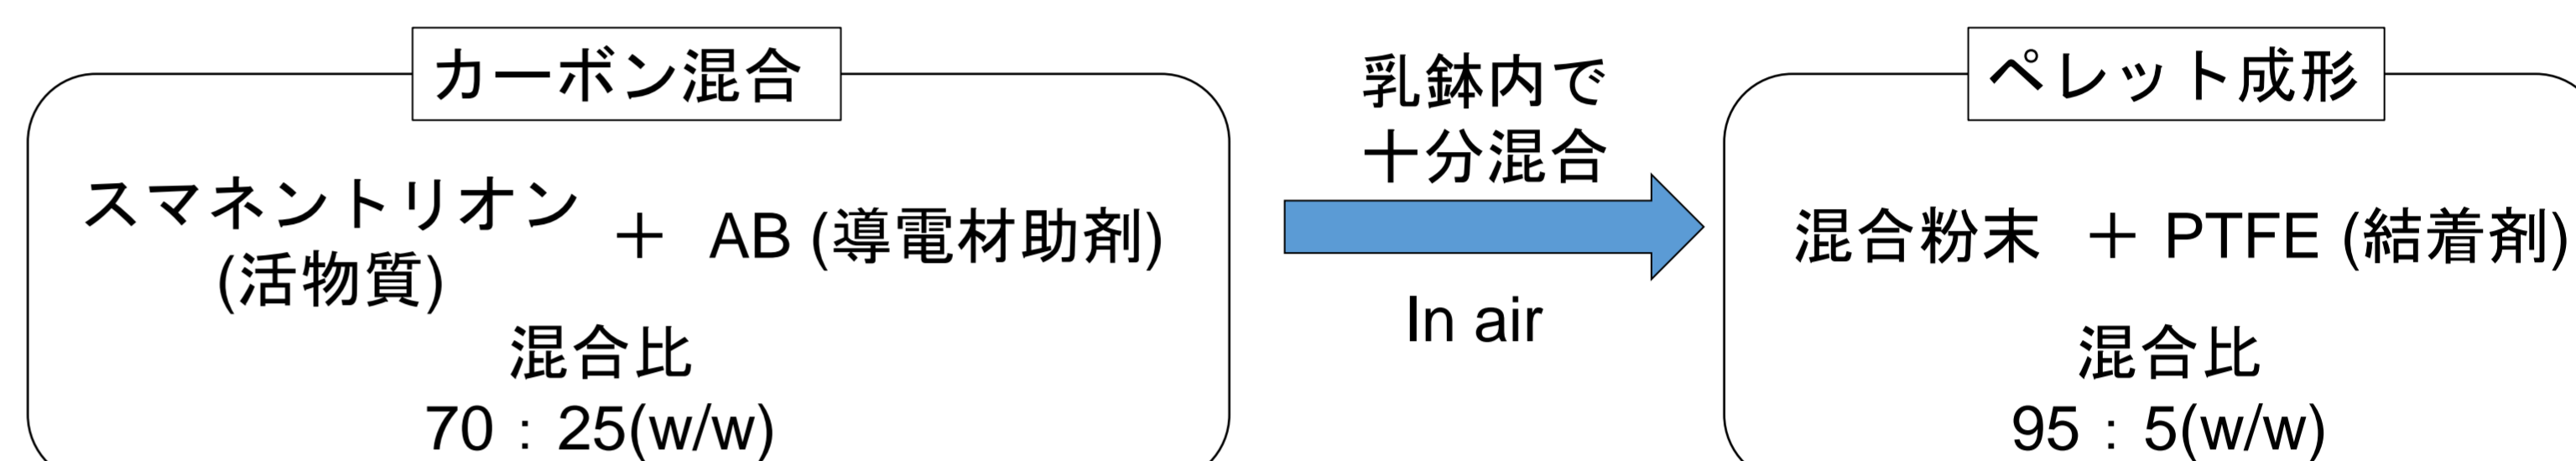 カーボン混合
スマネントリオン
(活物質)
＋ AB (導電材助剤)
混合比
70：25(w/w)
乳鉢内で
十分混合
In air
ペレット成形
混合粉末 ＋ PTFE (結着剤)
混合比
95：5(w/w)